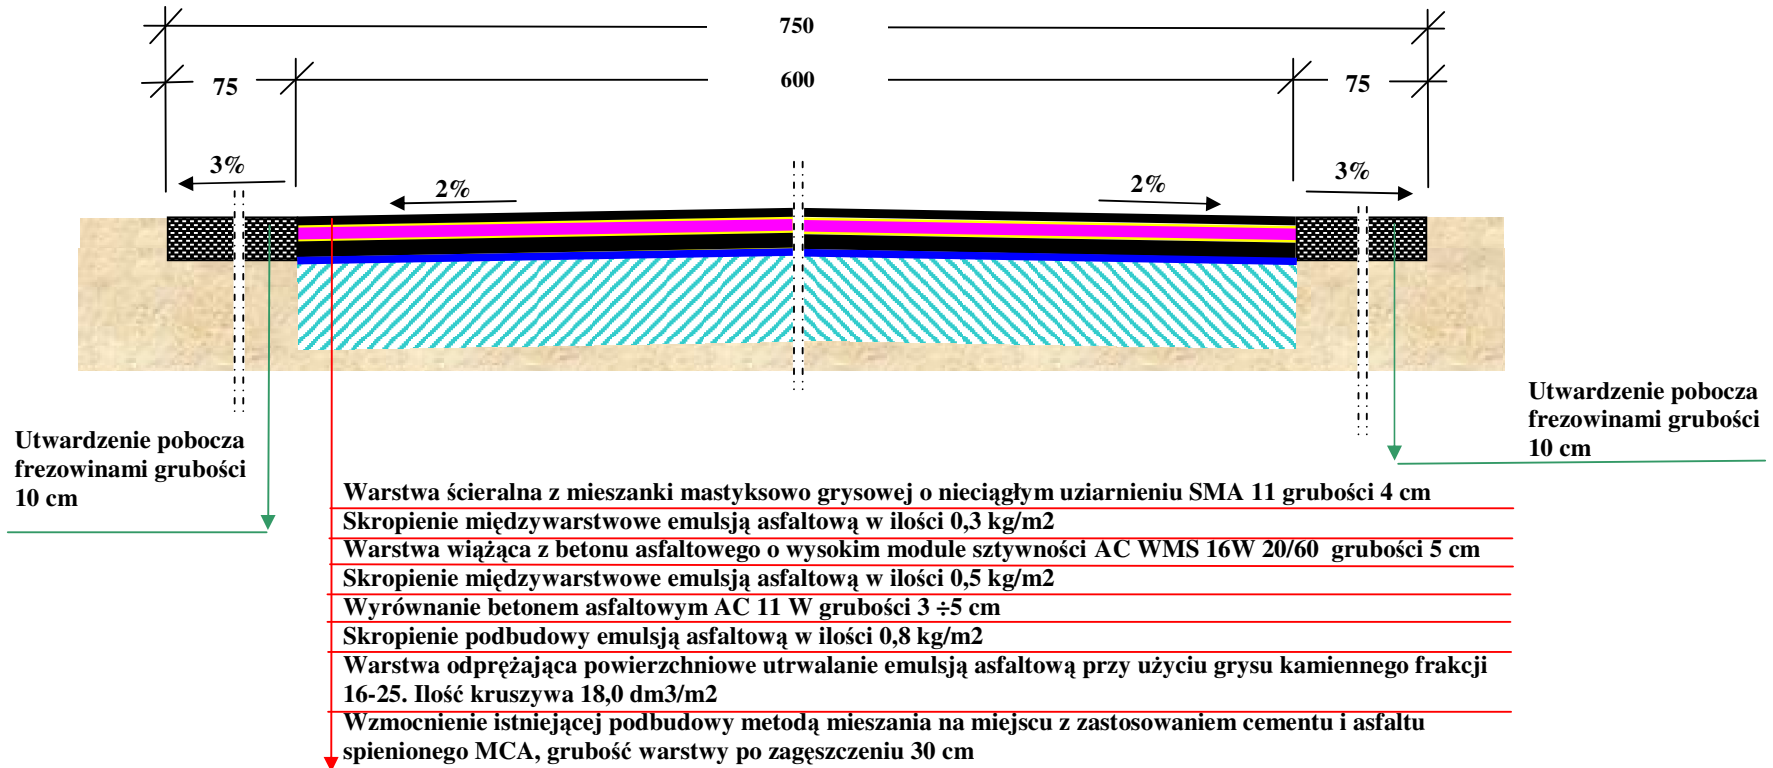 750
75
600
75
3%
2%
2%
3%
Utwardzenie pobocza
frezowinami grubości
10 cm
Utwardzenie pobocza
frezowinami grubości
10 cm
Warstwa ścieralna z mieszanki mastyksowo grysowej o nieciągłym uziarnieniu SMA 11 grubości 4 cm
Skropienie międzywarstwowe emulsją asfaltową w ilości 0,3 kg/m2
Warstwa wiążąca z betonu asfaltowego o wysokim module sztywności AC WMS 16W 20/60 grubości 5 cm
Skropienie międzywarstwowe emulsją asfaltową w ilości 0,5 kg/m2
Wyrównanie betonem asfaltowym AC 11 W grubości 3 ÷5 cm
Skropienie podbudowy emulsją asfaltową w ilości 0,8 kg/m2
Warstwa odprężająca powierzchniowe utrwalanie emulsją asfaltową przy użyciu grysu kamiennego frakcji
16-25. Ilość kruszywa 18,0 dm3/m2
Wzmocnienie istniejącej podbudowy metodą mieszania na miejscu z zastosowaniem cementu i asfaltu
spienionego MCA, grubość warstwy po zagęszczeniu 30 cm